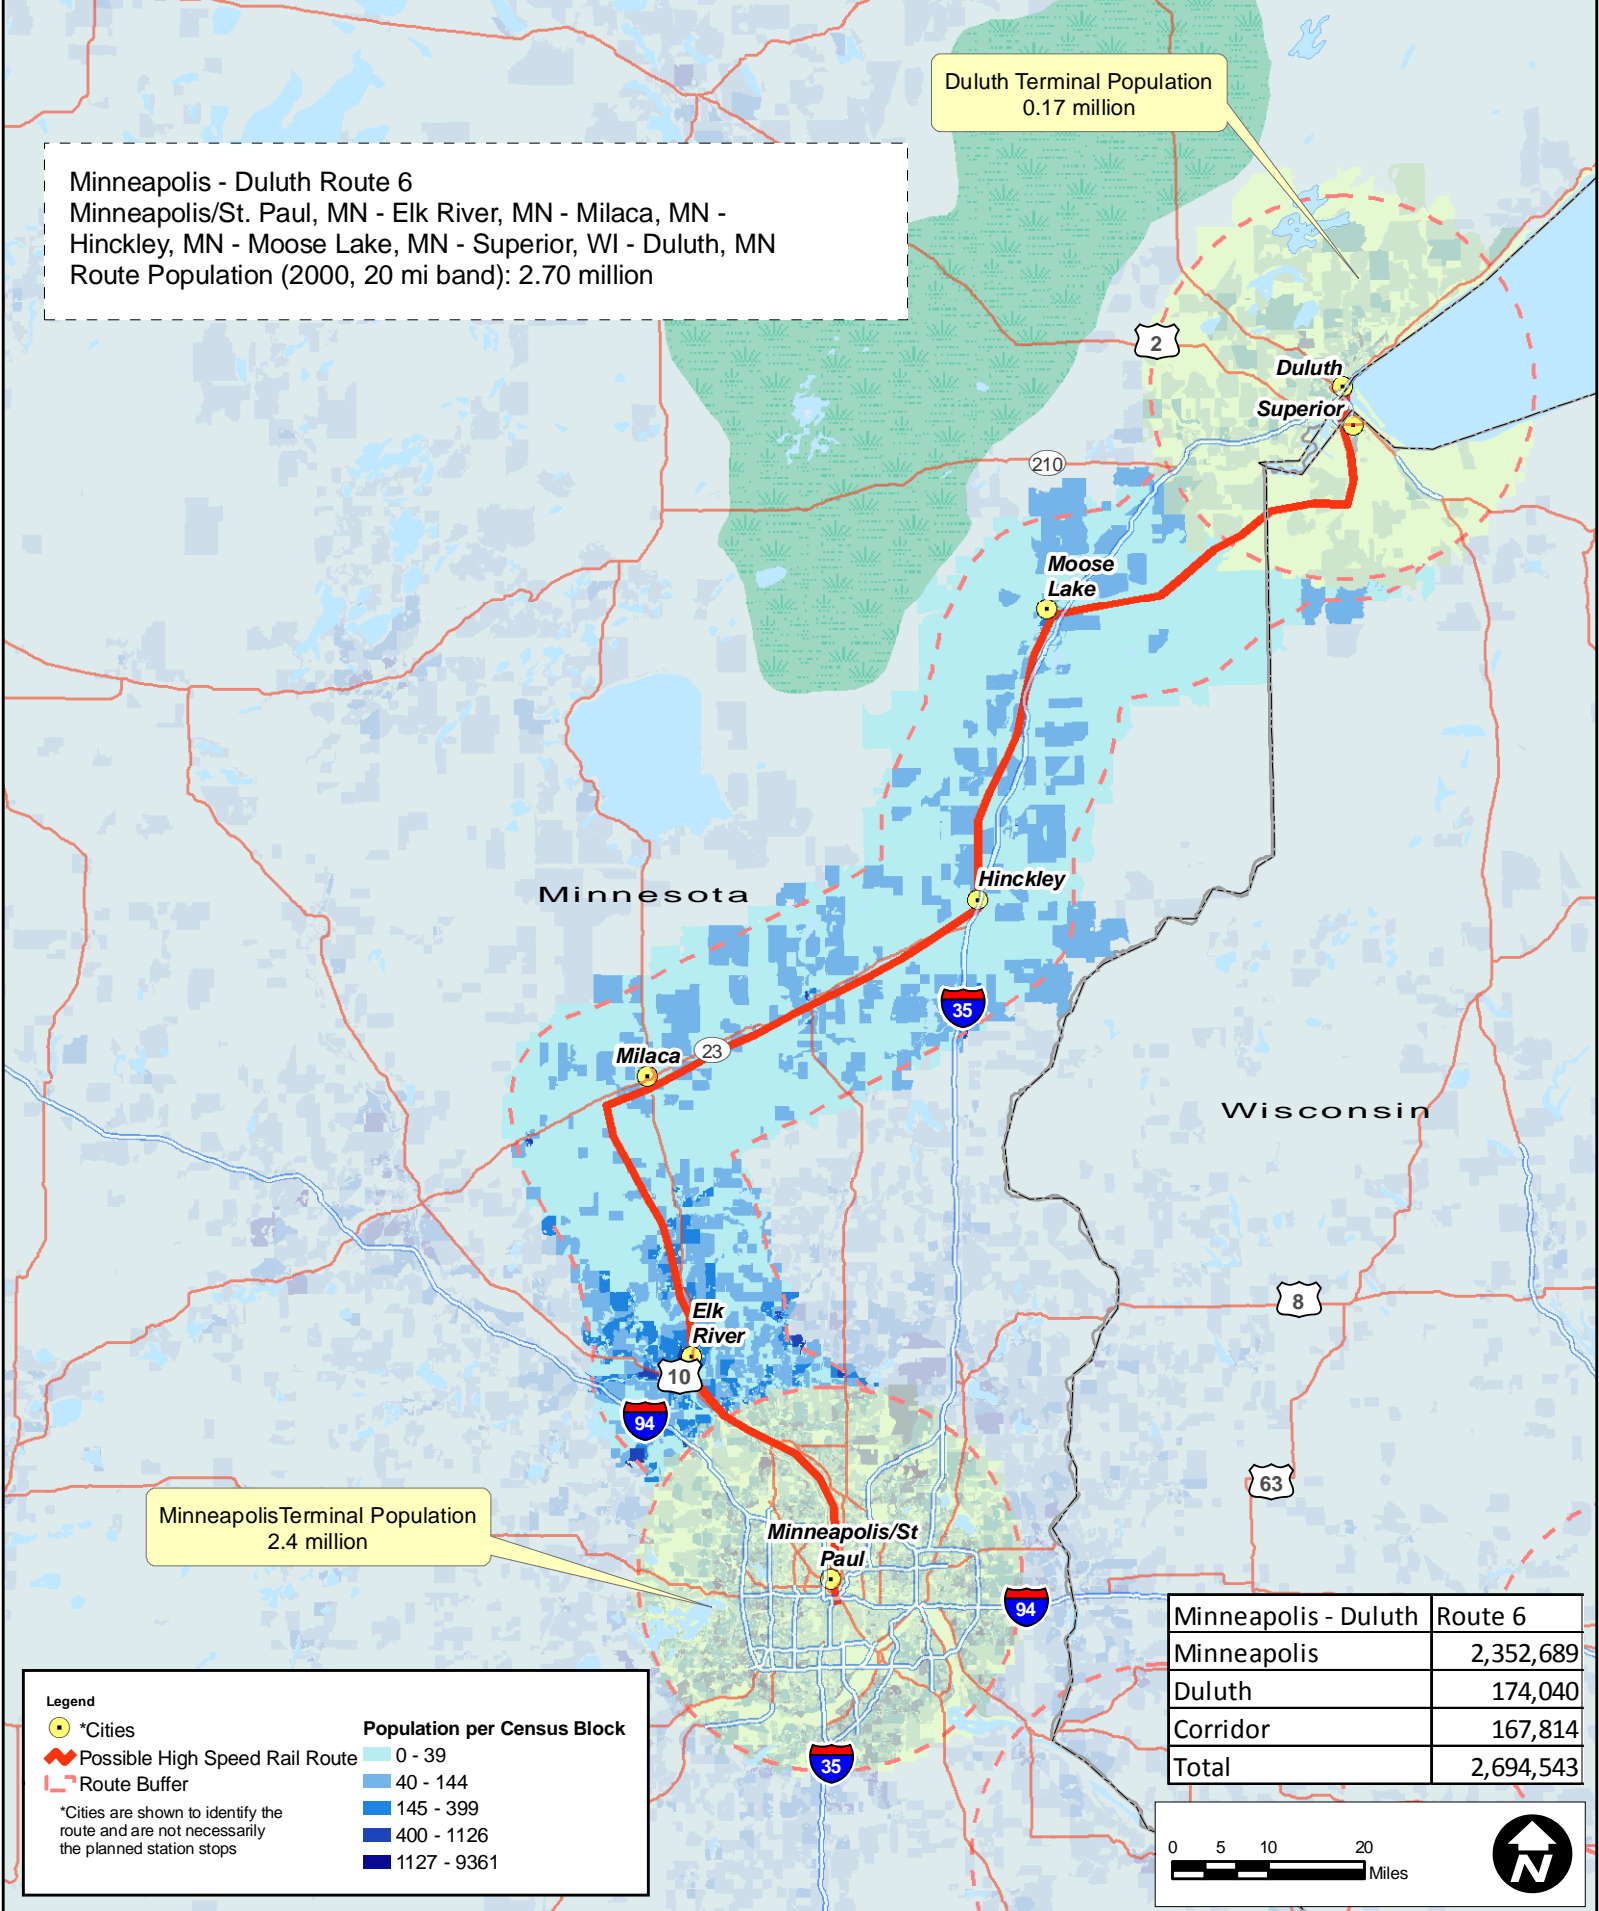 Duluth Terminal Population
0.17 million
Minneapolis - Duluth Route 6
Minneapolis/St. Paul, MN - Elk River, MN - Milaca, MN -
Hinckley, MN - Moose Lake, MN - Superior, WI - Duluth, MN
Route Population (2000, 20 mi band): 2.70 million
2
Duluth
Superior
210
Moose
Lake
Minnesota
Hinckley
35
Milaca
23
Wisconsin
8
Elk
River
10
94
63
MinneapolisTerminal Population
2.4 million
Minneapolis/St
Paul
94
35
Minneapolis - Duluth Route 6
Minneapolis 2,352,689
Duluth 174,040
Corridor 167,814
Total 2,694,543
Legend
*Cities
Possible High Speed Rail Route
Route Buffer
*Cities are shown to identify the
route and are not necessarily
the planned station stops
Population per Census Block
0 - 39
40 - 144
145 - 399
400 - 1126
1127 - 9361
0 5 10 20
Miles
N